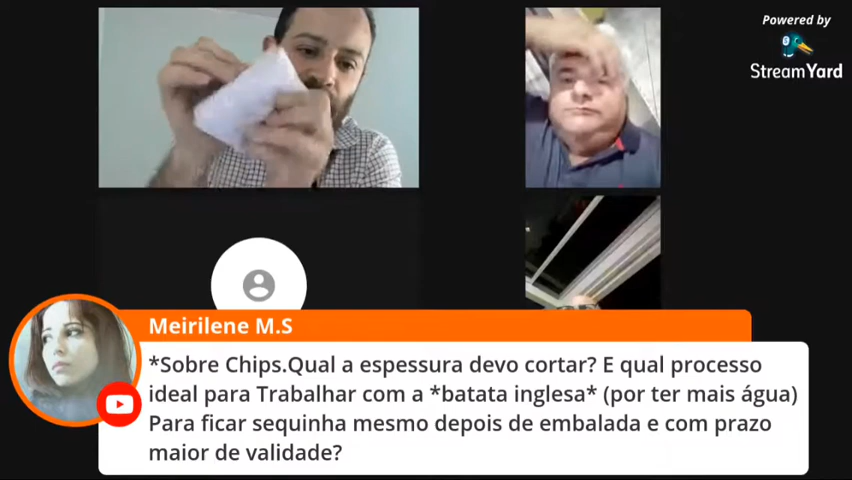 Powered by
StreamYard
Meirilene M.S
*Sobre Chips.Qual a espessura devo cortar? E qual processo
ideal para Trabalhar com a *batata inglesa* (por ter mais água)
Para ficar sequinha mesmo depois de embalada e com prazo
maior de validade?